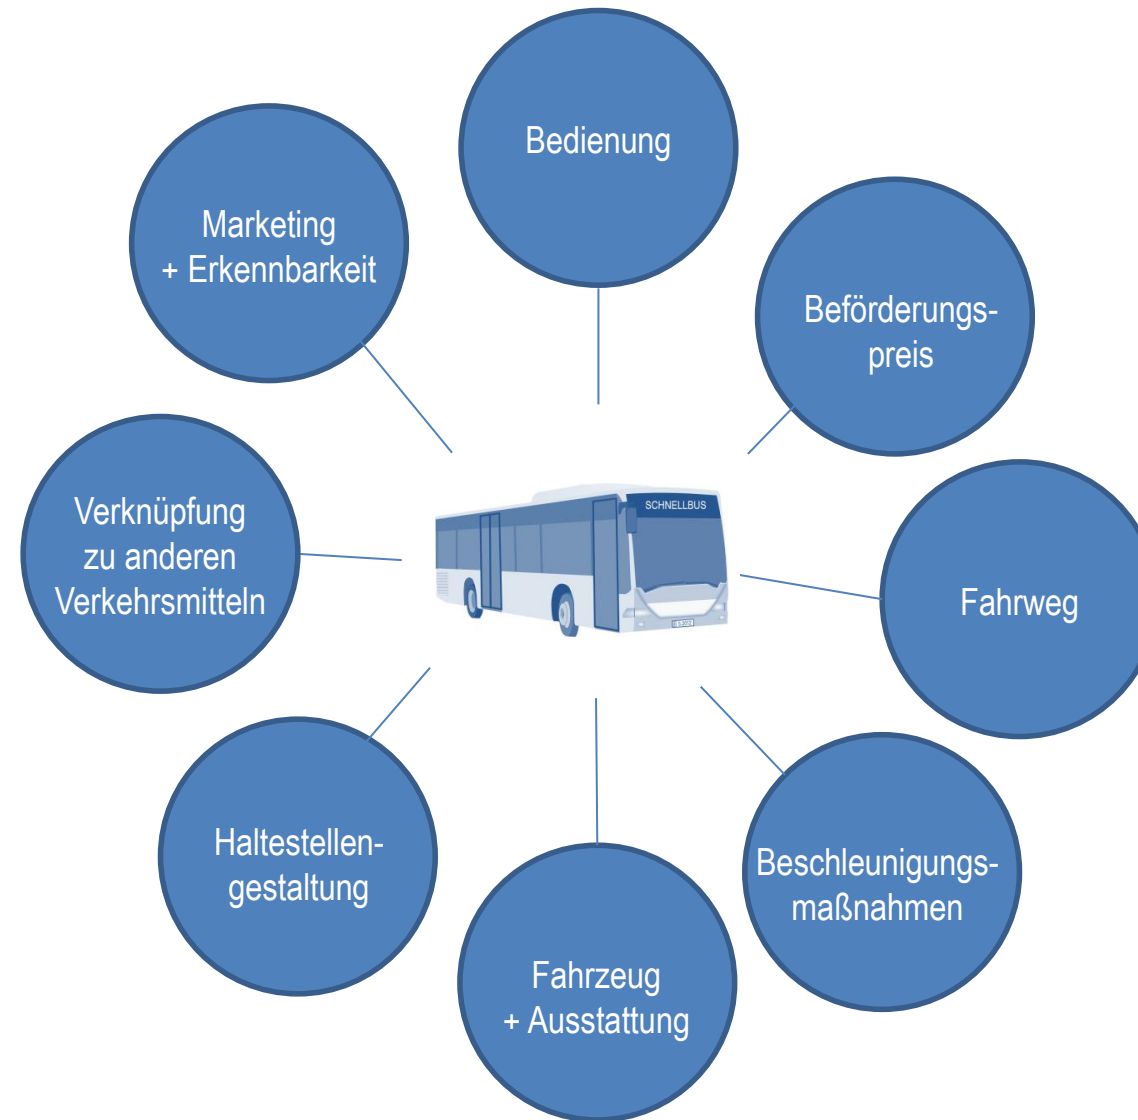 Bedienung
Marketing
+ Erkennbarkeit
Beförderungs-
preis
Verknüpfung
zu anderen
Verkehrsmitteln
SCHNELLBUS
Fahrweg
Haltestellen-
gestaltung
Beschleunigungs-
maßnahmen
Fahrzeug
+ Ausstattung